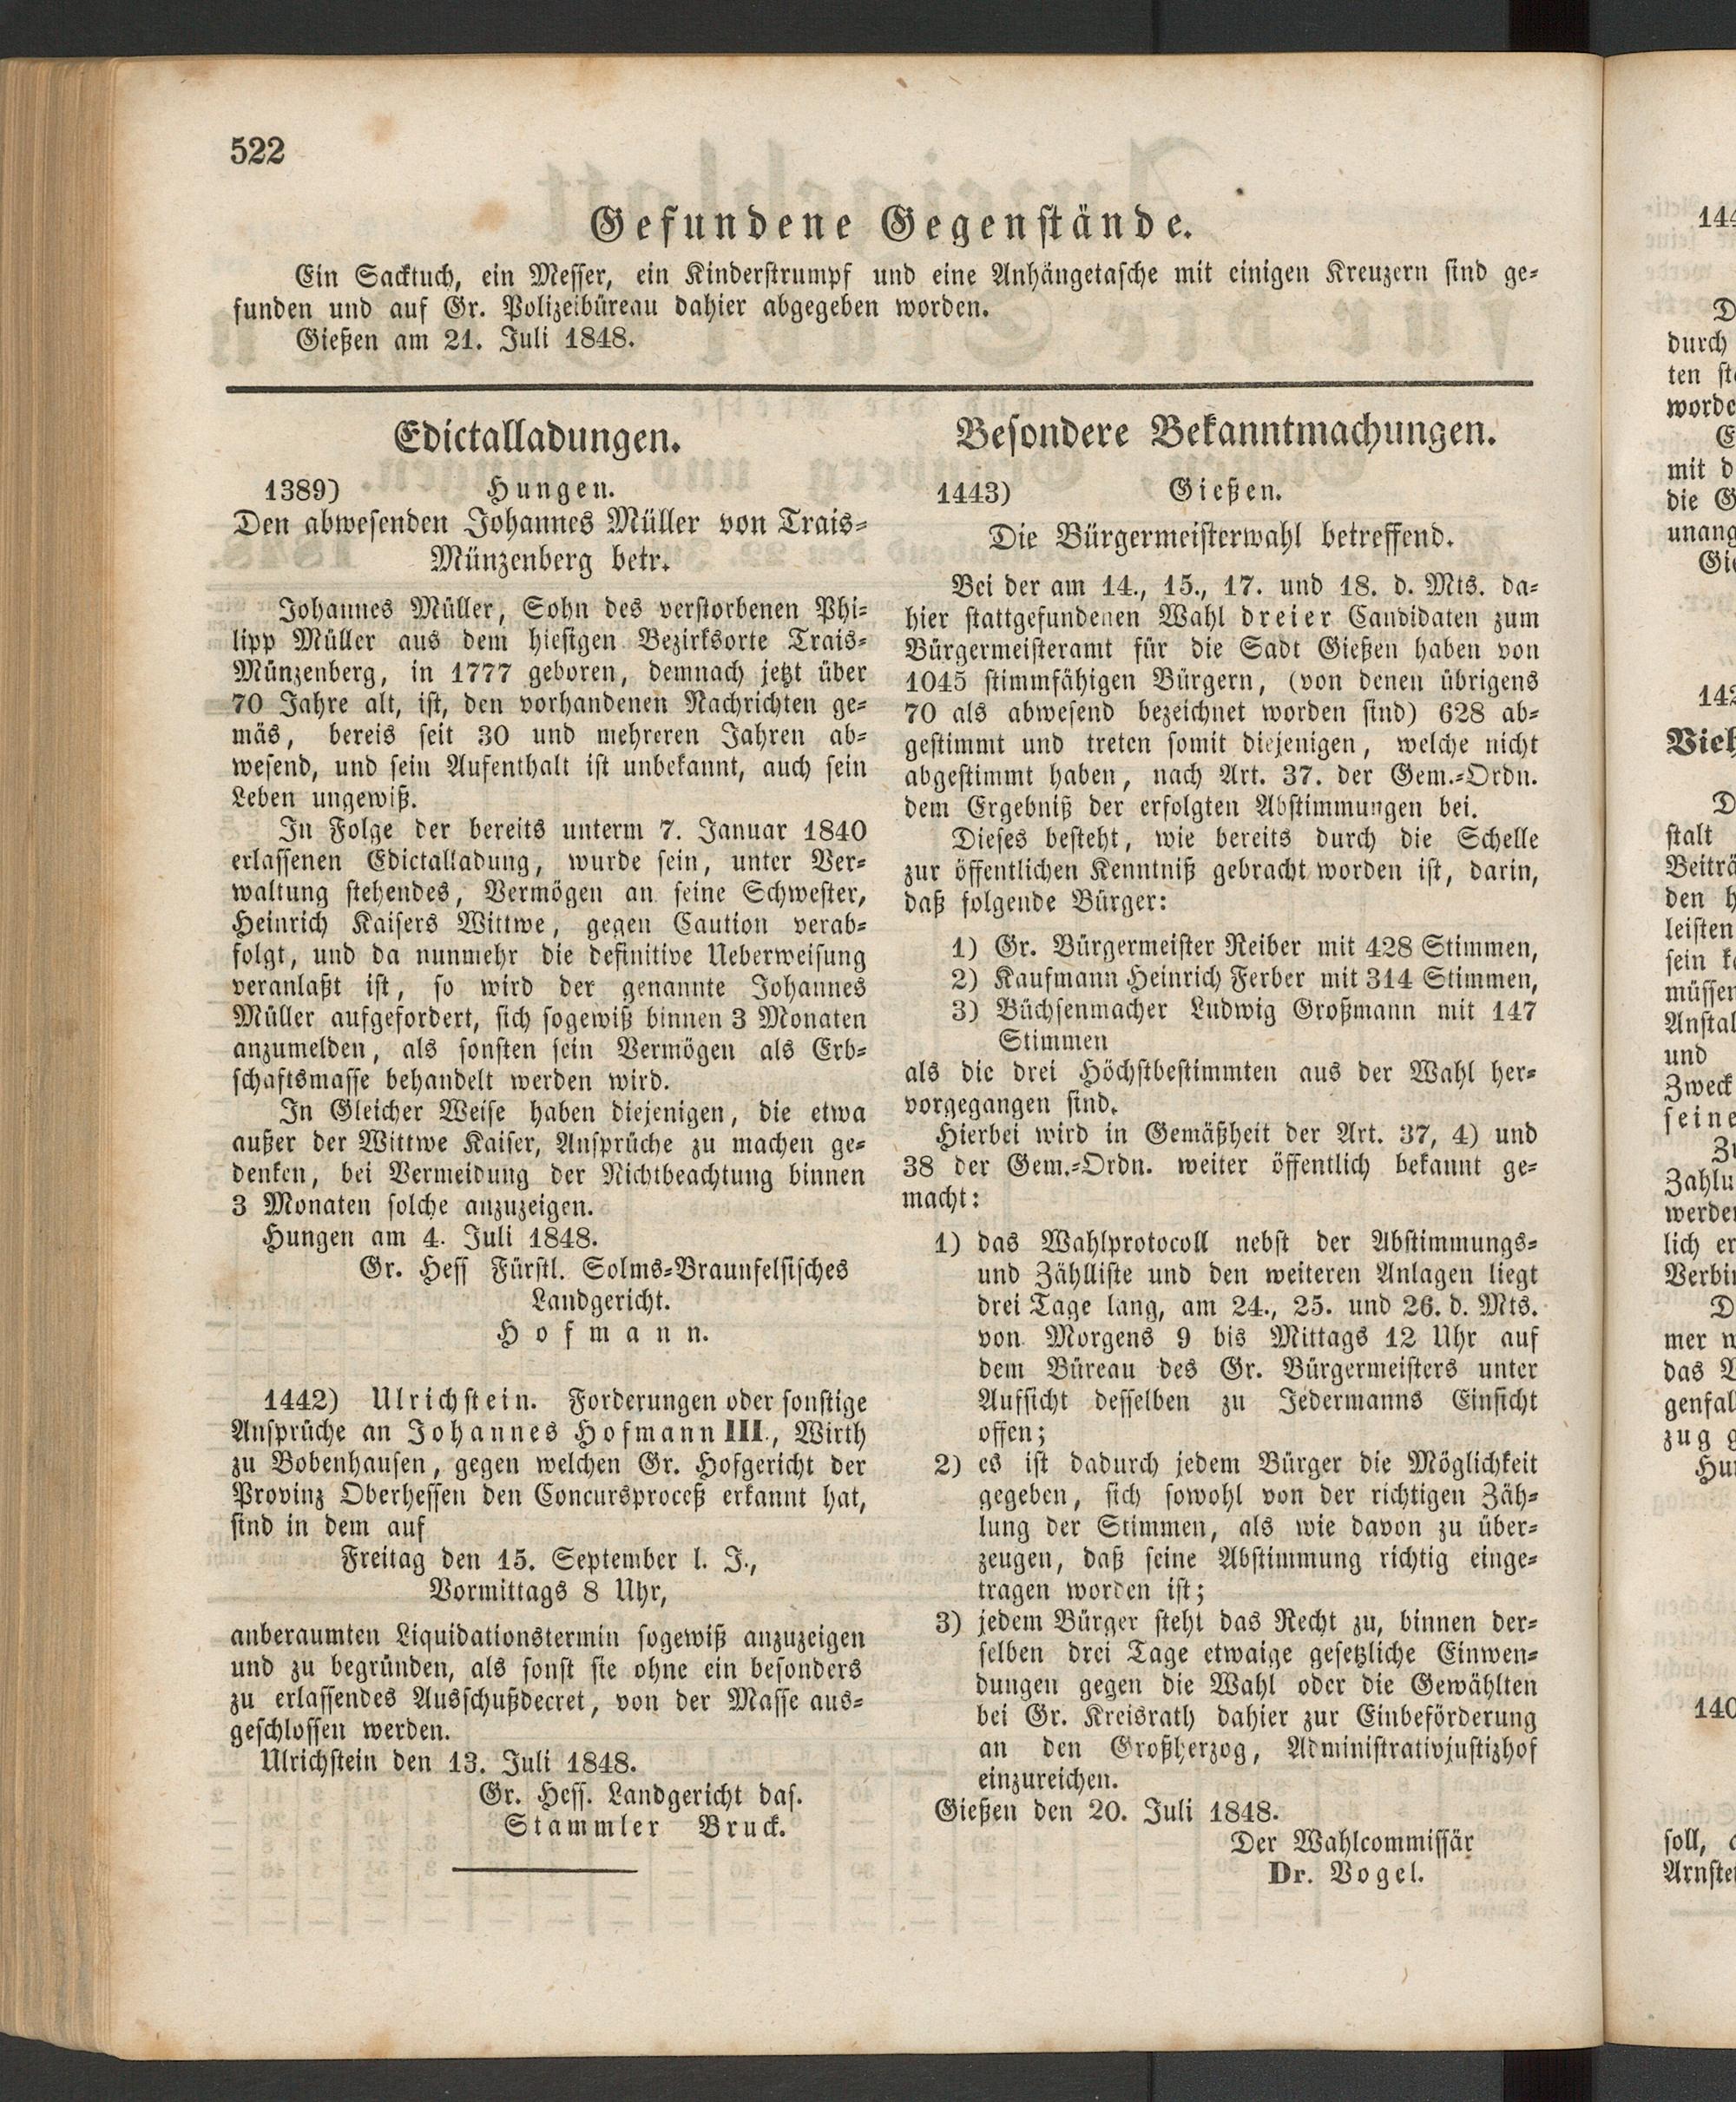 522
Gefundene Gegenstände.
Ein Sacktuch, ein Messer, ein Kinderstrumpf und eine Anhängetasche mit einigen Kreuzern sind ge-
funden und auf Gr. Polizeibüreau dahier abgegeben worden.
Gießen am 21. Juli 1848.
Edictalladungen.
1389) Hungen.
Den abwesenden Johannes Müller von Trais-
Münzenberg betr.
Johannes Müller, Sohn des verstorbenen Phi-
lipp Müller aus dem hiesigen Bezirksorte Trais-
Münzenberg, in 1777 geboren, demnach jetzt über
70 Jahre alt, ist, den vorhandenen Nachrichten ge-
mäs, bereis seit 30 und mehreren Jahren ab-
wesend, und sein Aufenthalt ist unbekannt, auch sein
Leben ungewiß.
In Folge der bereits unterm 7. Januar 1840
erlassenen Edictalladung, wurde sein, unter Ver-
waltung stehendes, Vermögen an seine Schwester,
Heinrich Kaisers Wittwe, gegen Caution verab-
folgt, und da nunmehr die definitive Ueberweisung
veranlaßt ist, so wird der genannte Johannes
Müller aufgefordert, sich sogewiß binnen 3 Monaten
anzumelden, als sonsten sein Vermögen als Erb-
schaftsmasse behandelt werden wird.
In Gleicher Weise haben diejenigen, die etwa
außer der Wittwe Kaiser, Ansprüche zu machen ge-
denken, bei Vermeidung der Nichtbeachtung binnen
3 Monaten solche anzuzeigen.
Hungen am 4. Juli 1848.
Gr. Hess Fürstl. Solms-Braunfelsisches
Landgericht.
Hofmann.
1442) Ulrichstein. Forderungen oder sonstige
Ansprüche an Johannes Hofmann III., Wirth
zu Bobenhausen, gegen welchen Gr. Hofgericht der
Provinz Oberhessen den Concursproceß erkannt hat,
sind in dem auf
Freitag den 15. September l. J.,
Vormittags 8 Uhr,
anberaumten Liquidationstermin sogewiß anzuzeigen
und zu begründen, als sonst sie ohne ein besonders
zu erlassendes Ausschußdecret, von der Masse aus-
geschlossen werden.
Ulrichstein den 13. Juli 1848.
Gr. Hess. Landgericht das.
Stammler Bruck.
Besondere Bekanntmachungen.
1443) Gießen.
Die Bürgermeisterwahl betreffend.
Bei der am 14., 15., 17. und 18. d. Mts. da-
hier stattgefundenen Wahl dreier Candidaten zum
Bürgermeisteramt für die Sadt Gießen haben von
1045 stimmfähigen Bürgern, (von denen übrigens
70 als abwesend bezeichnet worden sind) 628 ab-
gestimmt und treten somit diejenigen, welche nicht
abgestimmt haben, nach Art. 37. der Gem.-Ordn.
dem Ergebniß der erfolgten Abstimmungen bei.
Dieses besteht, wie bereits durch die Schelle
zur öffentlichen Kenntniß gebracht worden ist, darin,
daß folgende Bürger:
1) Gr. Bürgermeister Reiber mit 428 Stimmen,
2) Kaufmann Heinrich Ferber mit 314 Stimmen,
3) Büchsenmacher Ludwig Großmann mit 147
Stimmen
als die drei Höchstbestimmten aus der Wahl her-
vorgegangen sind.
Hierbei wird in Gemäßheit der Art. 37, 4) und
38 der Gem.-Ordn. weiter öffentlich bekannt ge-
macht:
1) das Wahlprotocoll nebst der Abstimmungs-
und Zählliste und den weiteren Anlagen liegt
drei Tage lang, am 24., 25. und 26. d. Mts.
von Morgens 9 bis Mittags 12 Uhr auf
dem Büreau des Gr. Bürgermeisters unter
Aufsicht desselben zu Jedermanns Einsicht
offen;
2) es ist dadurch jedem Bürger die Möglichkeit
gegeben, sich sowohl von der richtigen Zäh-
lung der Stimmen, als wie davon zu über-
zeugen, daß seine Abstimmung richtig einge-
tragen worden ist;
3) jedem Bürger steht das Recht zu, binnen der-
selben drei Tage etwaige gesetzliche Einwen-
dungen gegen die Wahl oder die Gewählten
bei Gr. Kreisrath dahier zur Einbeförderung
an den Großherzog, Administrativjustizhof
einzureichen.
Gießen den 20. Juli 1848.
Der Wahlcommissär
Dr. Vogel.